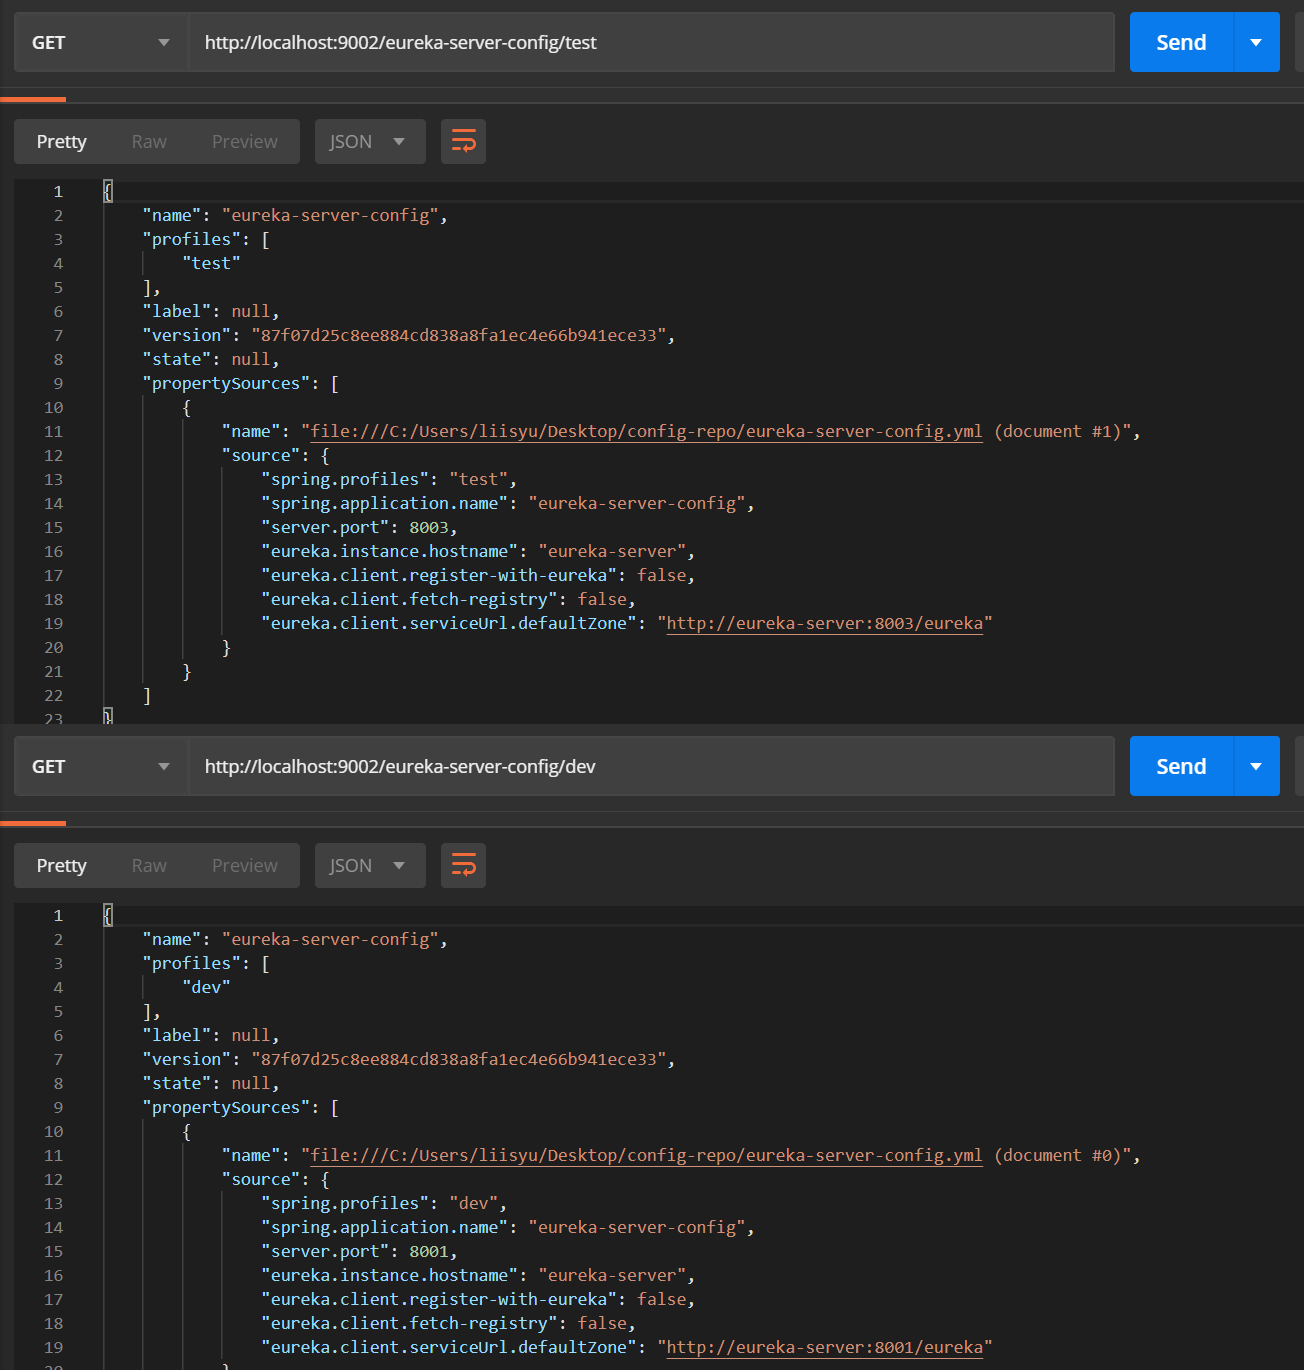 GET http://localhost:9002/eureka-server-config/test Send
Pretty Raw Preview JSON
1 {
2 "name": "eureka-server-config",
3 "profiles": [
4 "test"
5 ],
6 "label": null,
7 "version": "87f07d25c8ee884cd838a8fa1ec4e66b941ece33",
8 "state": null,
9 "propertySources": [
10 {
11 "name": "file:///C:/Users/liisyu/Desktop/config-repo/eureka-server-config.yml (document #1)",
12 "source": {
13 "spring.profiles": "test",
14 "spring.application.name": "eureka-server-config",
15 "server.port": 8003,
16 "eureka.instance.hostname": "eureka-server",
17 "eureka.client.register-with-eureka": false,
18 "eureka.client.fetch-registry": false,
19 "eureka.client.serviceUrl.defaultZone": "http://eureka-server:8003/eureka"
20 }
21 }
22 ]
23 }
GET http://localhost:9002/eureka-server-config/dev Send
Pretty Raw Preview JSON
1 {
2 "name": "eureka-server-config",
3 "profiles": [
4 "dev"
5 ],
6 "label": null,
7 "version": "87f07d25c8ee884cd838a8fa1ec4e66b941ece33",
8 "state": null,
9 "propertySources": [
10 {
11 "name": "file:///C:/Users/liisyu/Desktop/config-repo/eureka-server-config.yml (document #0)",
12 "source": {
13 "spring.profiles": "dev",
14 "spring.application.name": "eureka-server-config",
15 "server.port": 8001,
16 "eureka.instance.hostname": "eureka-server",
17 "eureka.client.register-with-eureka": false,
18 "eureka.client.fetch-registry": false,
19 "eureka.client.serviceUrl.defaultZone": "http://eureka-server:8001/eureka"
20 }